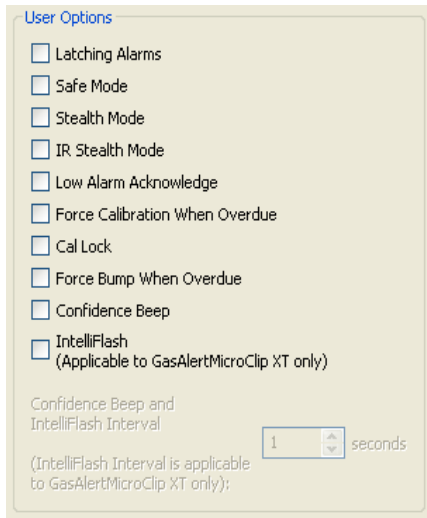 User Options
Latching Alarms
Safe Mode
Stealth Mode
IR Stealth Mode
Low Alarm Acknowledge
Force Calibration When Overdue
Cal Lock
Force Bump When Overdue
Confidence Beep
IntelliFlash
(Applicable to GasAlertMicroClip XT only)
Confidence Beep and
IntelliFlash Interval
1 seconds
(IntelliFlash Interval is applicable
to GasAlertMicroClip XT only):